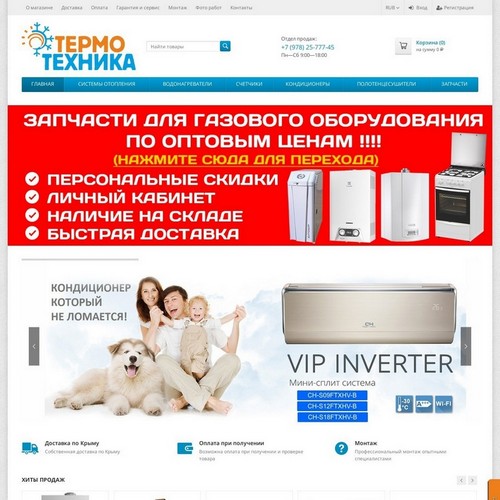 О магазине Доставка Оплата Гарантия и сервис Монтаж Фото работ Контакты RUB Вход Регистрация
ТЕРМО
ТЕХНИКА
Найти товары
Отдел продаж:
+7 (978) 25-777-45
Пн—Сб 9:00—18:00
Корзина (0)
на сумму 0 ₽
ГЛАВНАЯ СИСТЕМЫ ОТОПЛЕНИЯ ВОДОНАГРЕВАТЕЛИ СЧЕТЧИКИ КОНДИЦИОНЕРЫ ПОЛОТЕНЦЕСУШИТЕЛИ ЗАПЧАСТИ
ЗАПЧАСТИ ДЛЯ ГАЗОВОГО ОБОРУДОВАНИЯ
ПО ОПТОВЫМ ЦЕНАМ !!!!
(НАЖМИТЕ СЮДА ДЛЯ ПЕРЕХОДА)
ПЕРСОНАЛЬНЫЕ СКИДКИ
ЛИЧНЫЙ КАБИНЕТ
НАЛИЧИЕ НА СКЛАДЕ
БЫСТРАЯ ДОСТАВКА
КОНДИЦИОНЕР
КОТОРЫЙ
НЕ ЛОМАЕТСЯ!
CH
VIP INVERTER
Мини-сплит система
CH-S09FTXHV-B
CH-S12FTXHV-B
CH-S18FTXHV-B
-30 °C
A++
WI-FI
Доставка по Крыму
Собственная доставка по Крыму
Оплата при получении
Возможна оплата при получении и проверке
товара
Монтаж
Профессиональный монтаж опытными
специалистами
ХИТЫ ПРОДАЖ